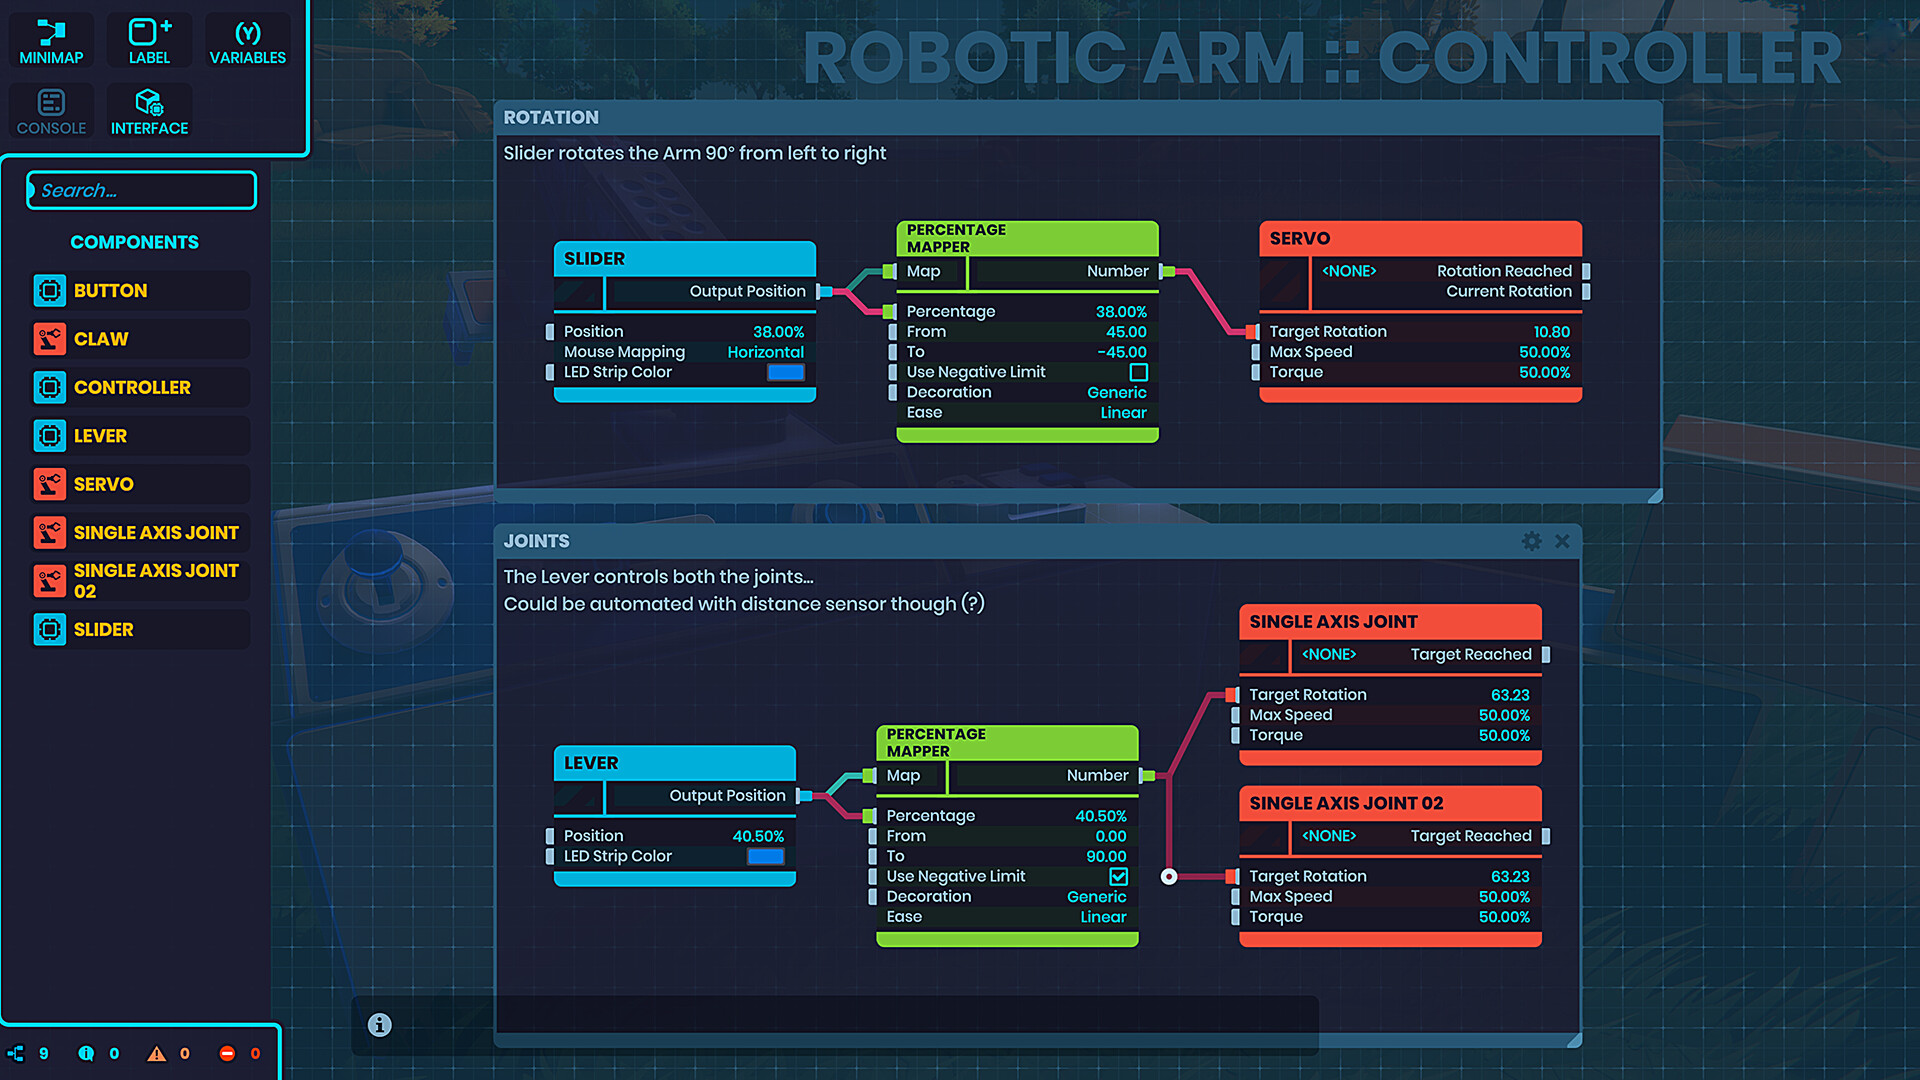 MINIMAP
LABEL
VARIABLES
CONSOLE
INTERFACE
Search...
COMPONENTS
BUTTON
CLAW
CONTROLLER
LEVER
SERVO
SINGLE AXIS JOINT
SINGLE AXIS JOINT
02
SLIDER
9 0 0 0
ROBOTIC ARM :: CONTROLLER
ROTATION
Slider rotates the Arm 90° from left to right
SLIDER
Output Position
Position 38.00%
Mouse Mapping Horizontal
LED Strip Color
PERCENTAGE
MAPPER
Map Number
Percentage 38.00%
From 45.00
To -45.00
Use Negative Limit
Decoration Generic
Ease Linear
SERVO
<NONE> Rotation Reached
Current Rotation
Target Rotation 10.80
Max Speed 50.00%
Torque 50.00%
JOINTS
The Lever controls both the joints...
Could be automated with distance sensor though (?)
LEVER
Output Position
Position 40.50%
LED Strip Color
PERCENTAGE
MAPPER
Map Number
Percentage 40.50%
From 0.00
To 90.00
Use Negative Limit
Decoration Generic
Ease Linear
SINGLE AXIS JOINT
<NONE> Target Reached
Target Rotation 63.23
Max Speed 50.00%
Torque 50.00%
SINGLE AXIS JOINT 02
<NONE> Target Reached
Target Rotation 63.23
Max Speed 50.00%
Torque 50.00%